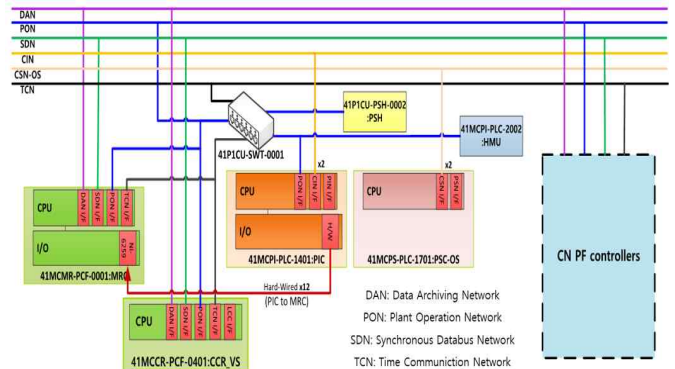 DAN
PON
SDN
CIN
CSN-OS
TCN
41P1CU-PSH-0002
:PSH
41MCPI-PLC-2002
:HMU
41P1CU-SWT-0001
x2
x2
CPU
DAN I/F
SDN I/F
PON I/F
TCN I/F
I/O
NI-6259
41MCMR-PCF-0001:MRC
CPU
PON I/F
CIN I/F
PIN I/F
I/O
H/W
41MCPI-PLC-1401:PIC
CPU
CSN I/F
PSN I/F
41MCPS-PLC-1701:PSC-OS
CN PF controllers
Hard-Wired x12
(PIC to MRC)
CPU
DAN I/F
SDN I/F
PON I/F
TCN I/F
LCC I/F
41MCCR-PCF-0401:CCR_VS
DAN: Data Archiving Network
PON: Plant Operation Network
SDN: Synchronous Databus Network
TCN: Time Communiction Network